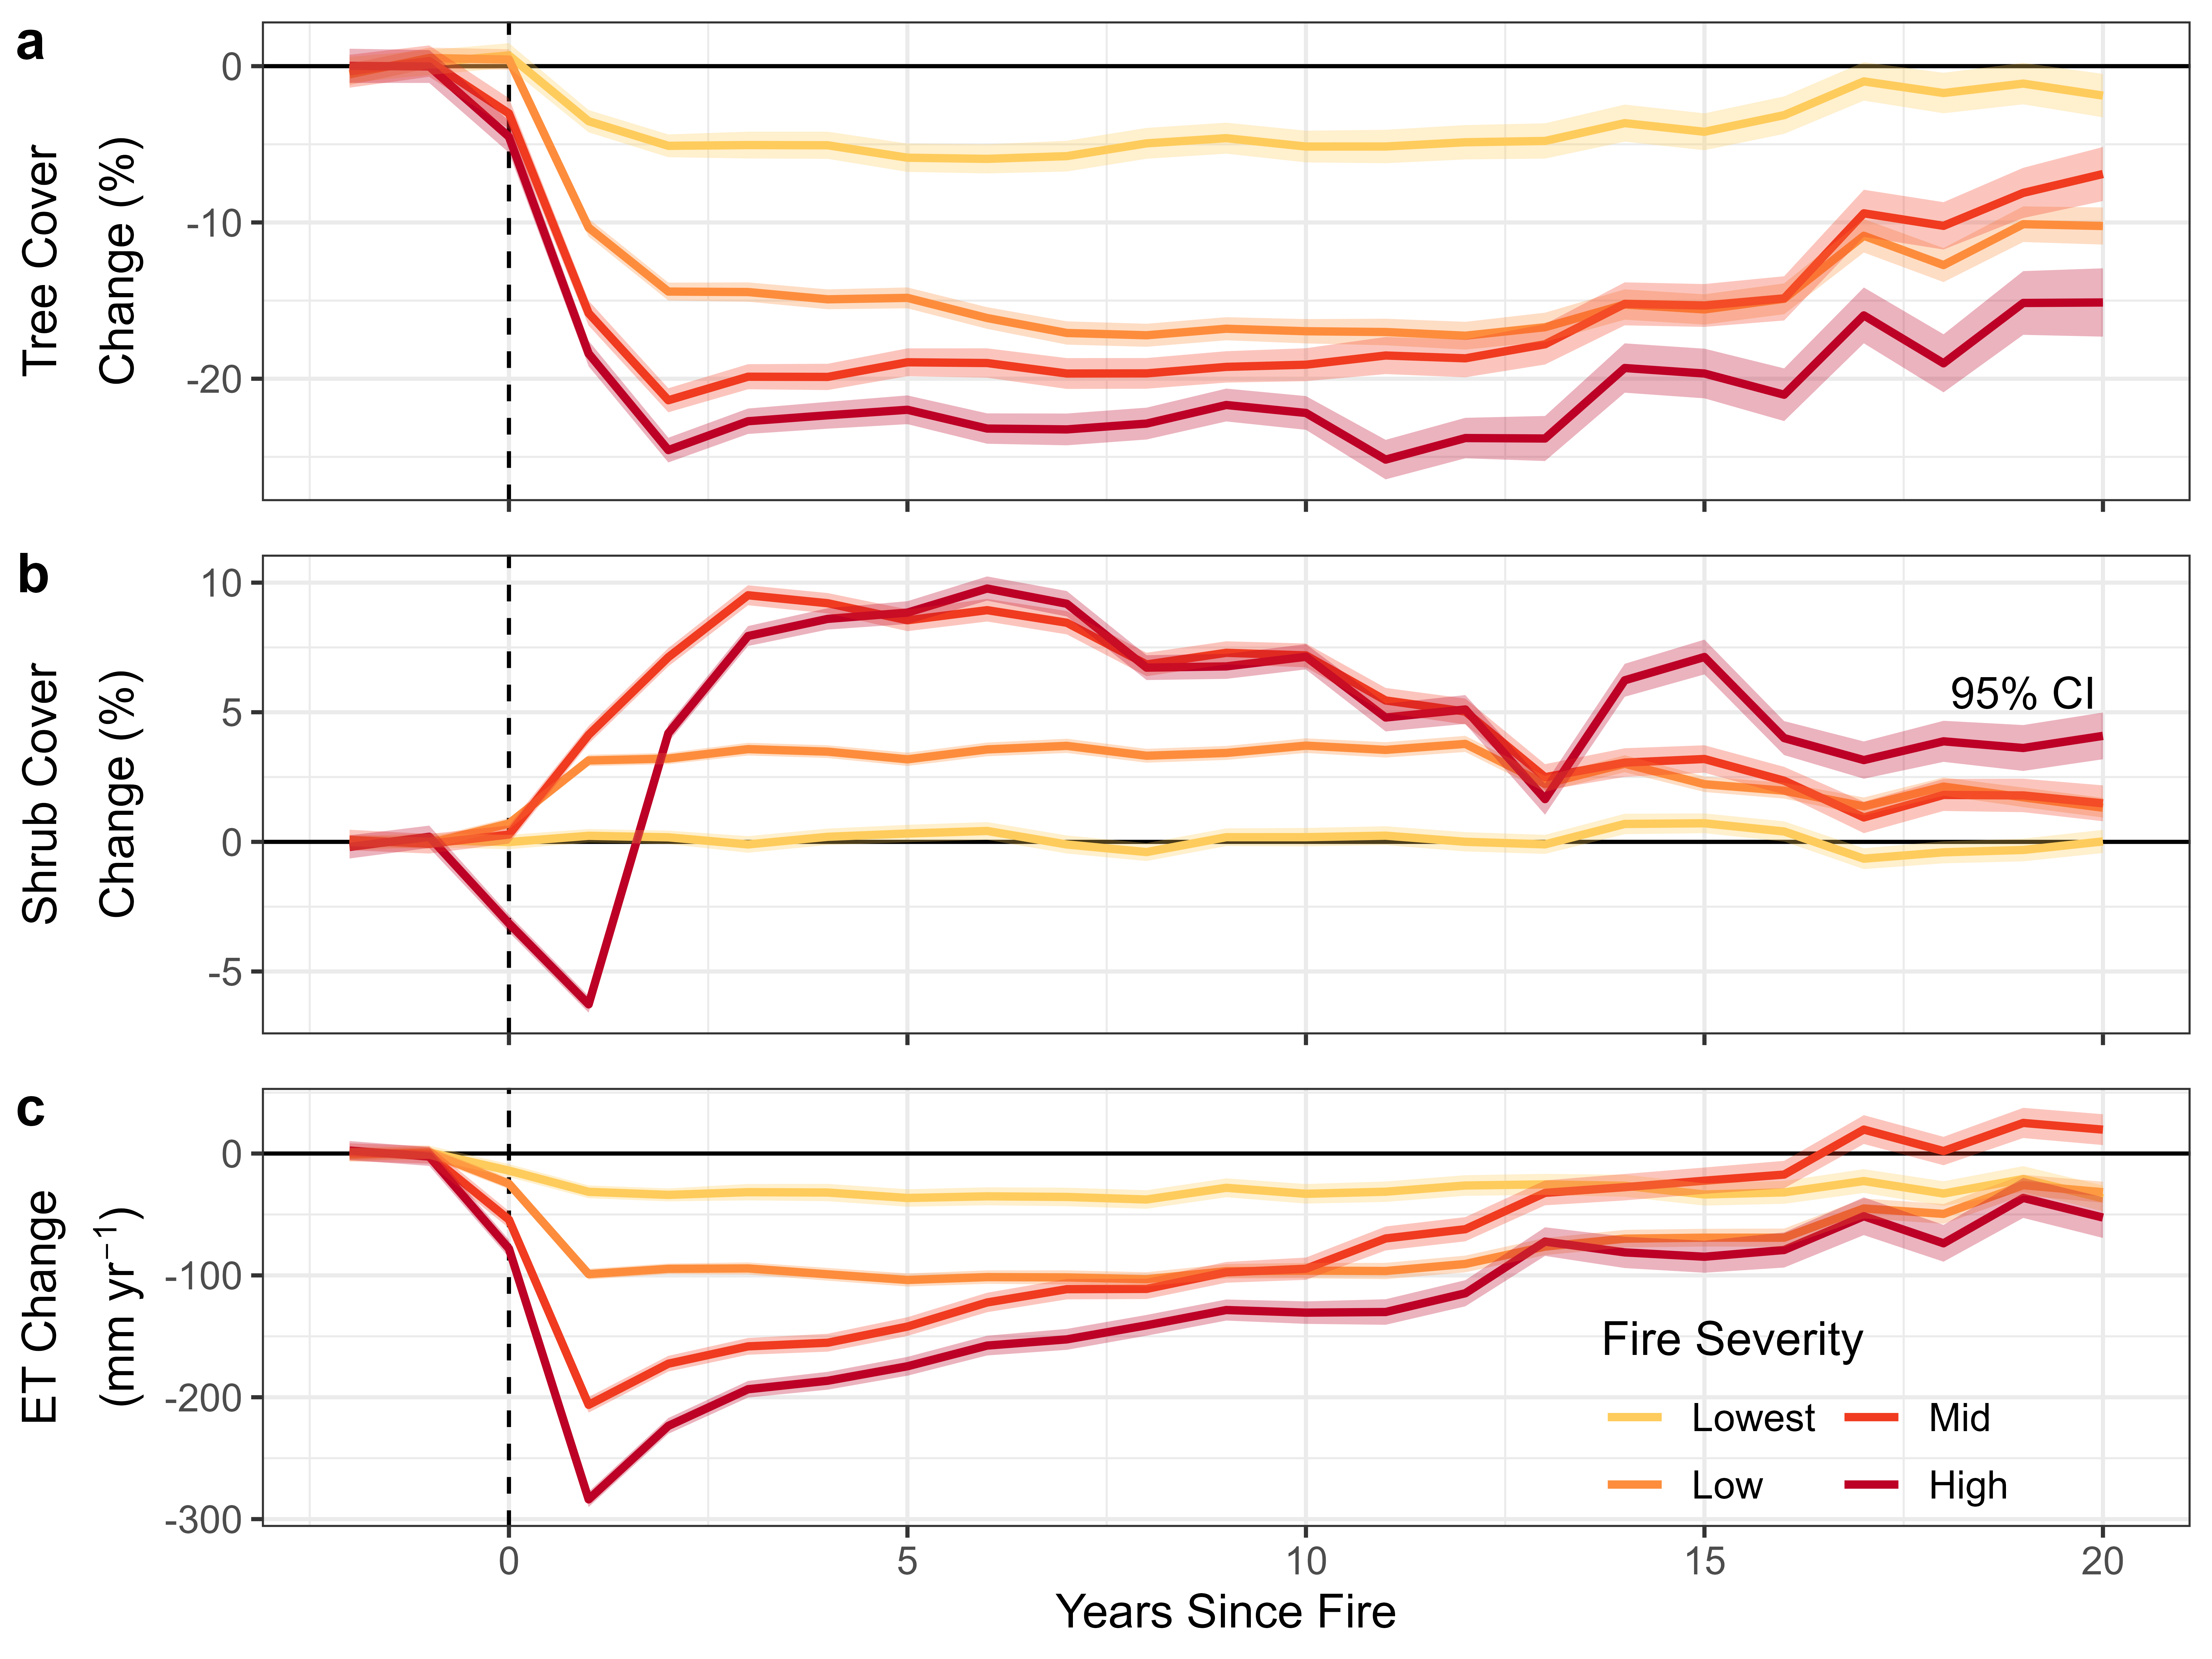 a
Tree Cover
Change (%)
0
-10
-20
b
Shrub Cover
Change (%)
10
5
0
-5
95% CI
c
ET Change
(mm yr⁻¹)
0
-100
-200
-300
Fire Severity
Lowest Mid
Low High
0 5 10 15 20
Years Since Fire